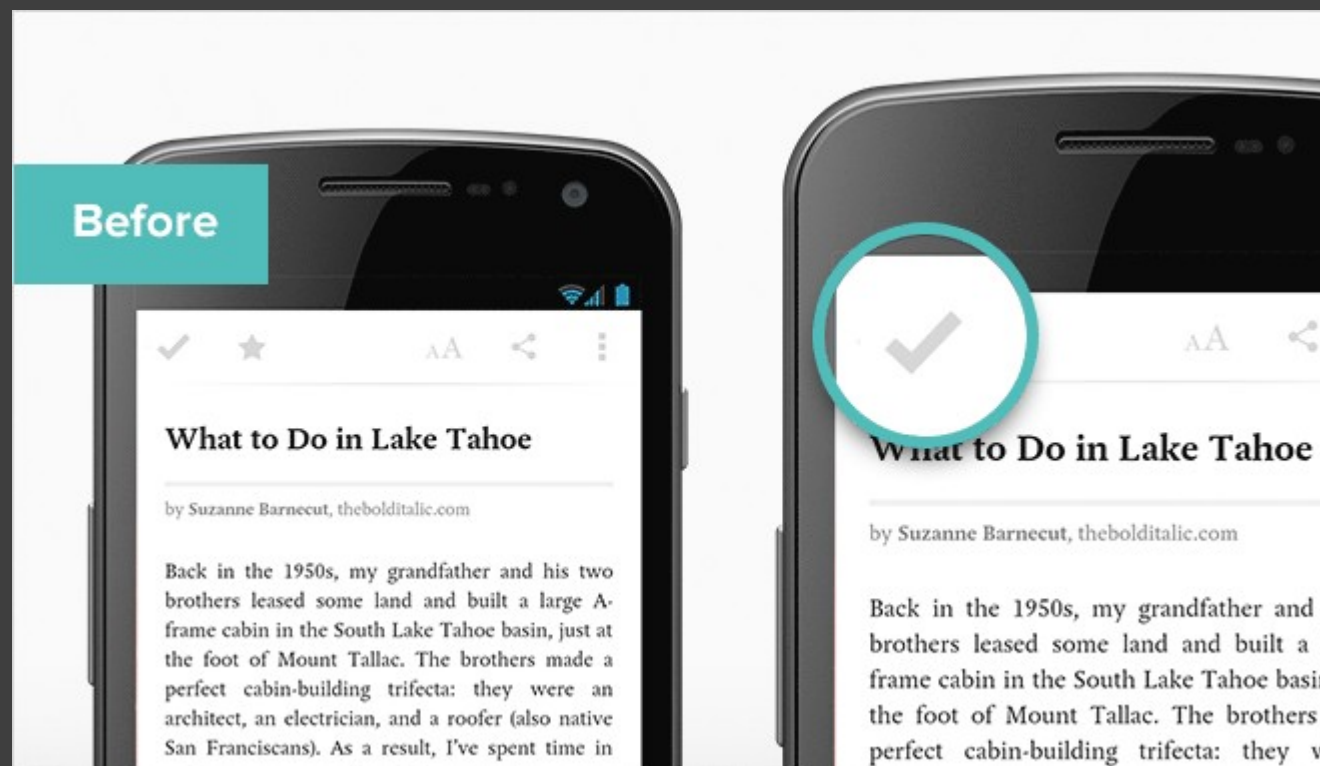 Before
AA
What to Do in Lake Tahoe
by Suzanne Barnecut, thebolditalic.com
Back in the 1950s, my grandfather and his two
brothers leased some land and built a large A-
frame cabin in the South Lake Tahoe basin, just at
the foot of Mount Tallac. The brothers made a
perfect cabin-building trifecta: they were an
architect, an electrician, and a roofer (also native
San Franciscans). As a result, I've spent time in
AA
What to Do in Lake Tahoe
by Suzanne Barnecut, thebolditalic.com
Back in the 1950s, my grandfather and
brothers leased some land and built a
frame cabin in the South Lake Tahoe basi
the foot of Mount Tallac. The brothers
perfect cabin-building trifecta: they